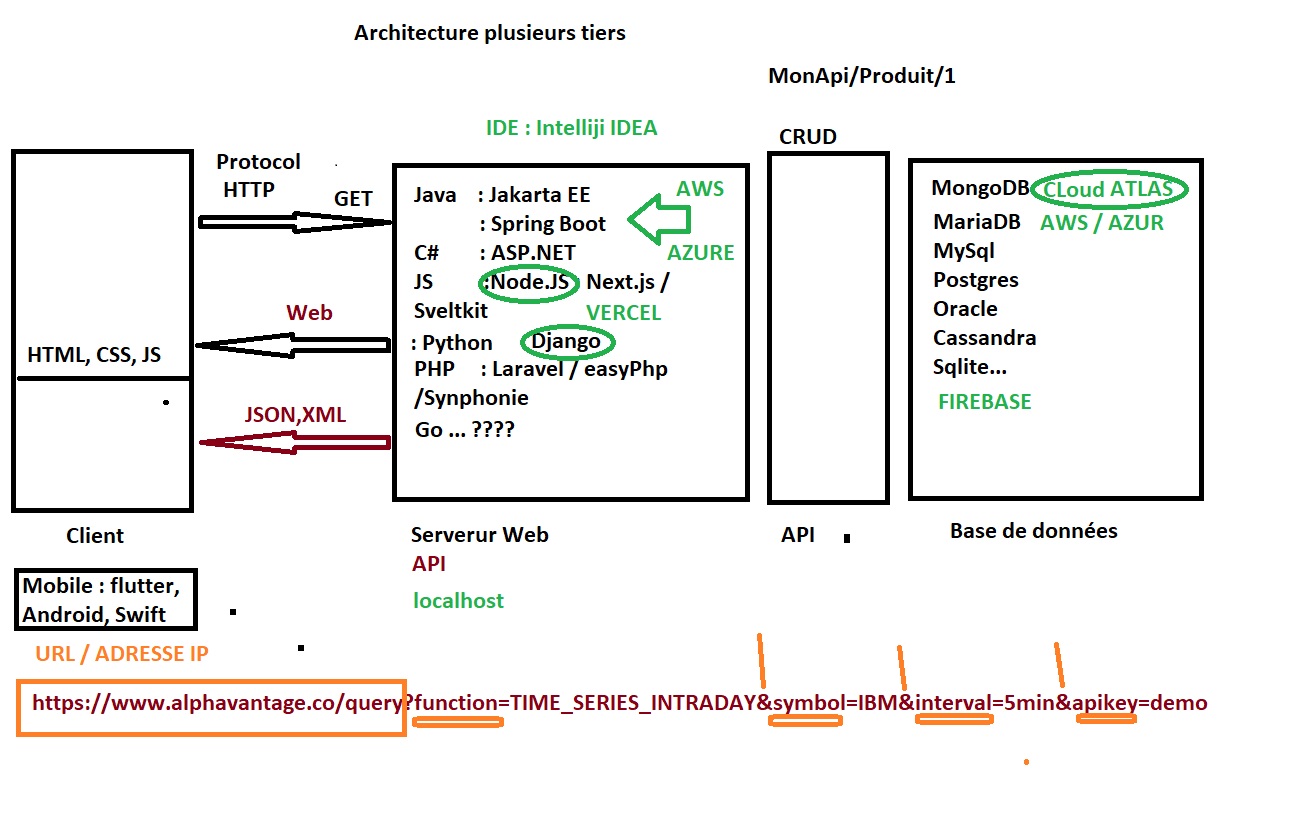 Architecture plusieurs tiers
MonApi/Produit/1
IDE : Intelliji IDEA
CRUD
Protocol
HTTP
GET
Web
JSON,XML
HTML, CSS, JS
Java : Jakarta EE
: Spring Boot
AWS
AZURE
C# : ASP.NET
JS :Node.JS Next.js /
Sveltkit VERCEL
: Python Django
PHP : Laravel / easyPhp
/Synphonie
Go ... ????
MongoDB CLoud ATLAS
MariaDB AWS / AZUR
MySql
Postgres
Oracle
Cassandra
Sqlite...
FIREBASE
Client
Serverur Web
API
localhost
API
Base de données
Mobile : flutter,
Android, Swift
URL / ADRESSE IP
https://www.alphavantage.co/query?function=TIME_SERIES_INTRADAY&symbol=IBM&interval=5min&apikey=demo